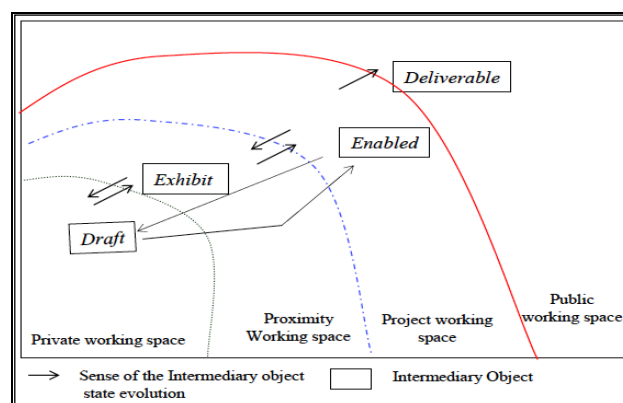 Deliverable
Enabled
Exhibit
Draft
Private working space
Proximity
Working space
Project working
space
Public
working space
Sense of the Intermediary object
state evolution
Intermediary Object